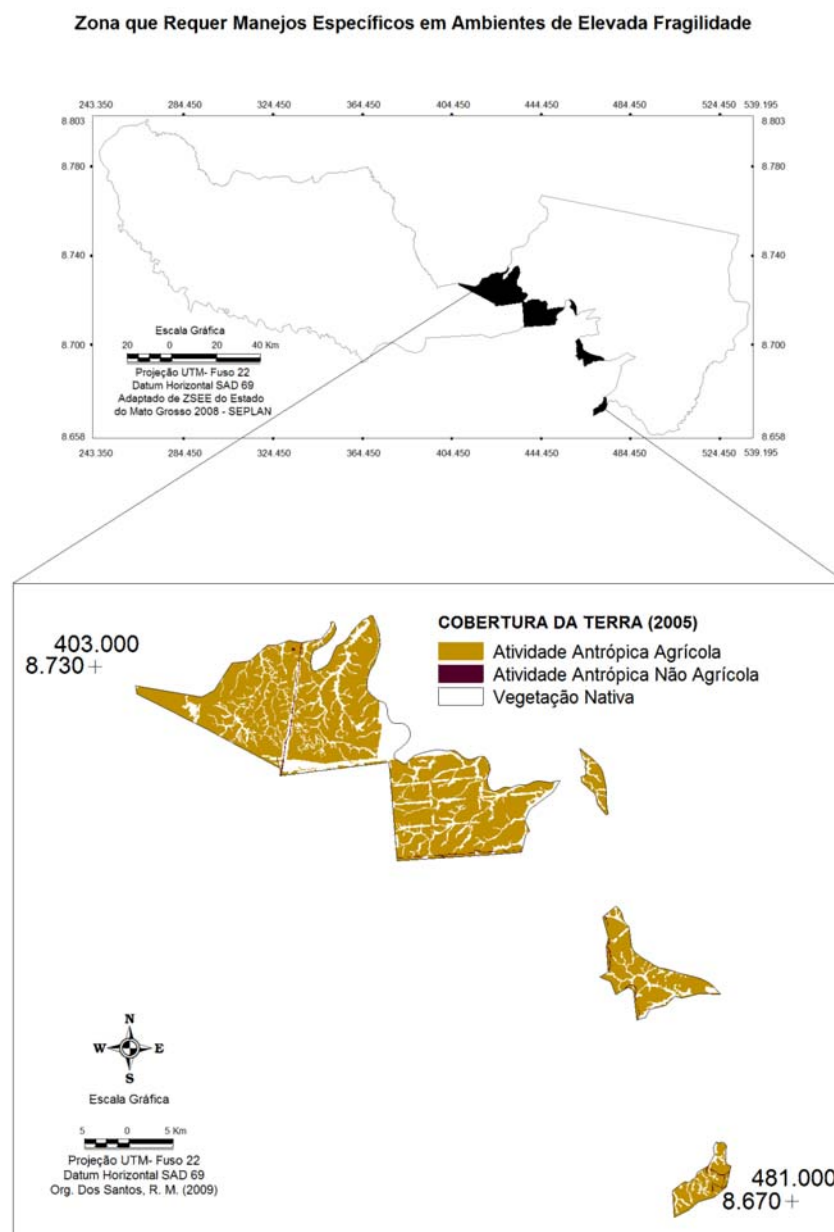 Zona que Requer Manejos Específicos em Ambientes de Elevada Fragilidade
243.350 284.450 324.450 364.450 404.450 444.450 484.450 524.450 539.195
8.803 8.803
8.780 8.780
8.740 8.740
8.700 8.700
8.658 8.658
Escala Gráfica
20 0 20 40 Km
Projeção UTM- Fuso 22
Datum Horizontal SAD 69
Adaptado de ZSEE do Estado
do Mato Grosso 2008 - SEPLAN
243.350 284.450 324.450 364.450 404.450 444.450 484.450 524.450 539.195
403.000
8.730
COBERTURA DA TERRA (2005)
Atividade Antrópica Agrícola
Atividade Antrópica Não Agrícola
Vegetação Nativa
N
W E
S
Escala Gráfica
5 0 5 Km
Projeção UTM- Fuso 22
Datum Horizontal SAD 69
Org. Dos Santos, R. M. (2009)
481.000
8.670